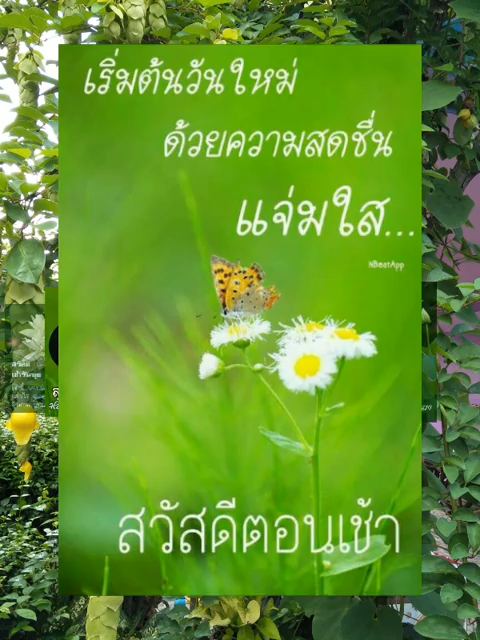 เริ่มต้นวันใหม่
ด้วยความสดชื่น
แจ่มใส...
NBmatApp
สวัสดีตอนเช้า